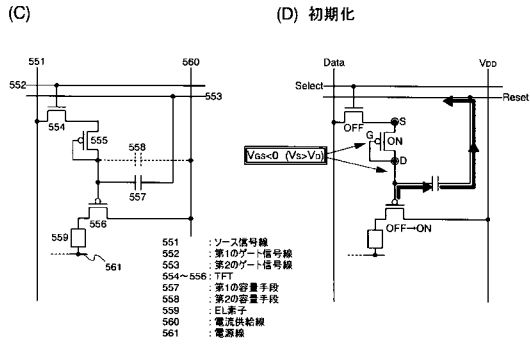 (C)
551
560
552
553
554
555
558
557
556
559
561
551 : ソース信号線
552 : 第1のゲート信号線
553 : 第2のゲート信号線
554～556 : TFT
557 : 第1の容量手段
558 : 第2の容量手段
559 : EL素子
560 : 電流供給線
561 : 電源線
(D) 初期化
Data
VDD
Select
Reset
OFF
S
G
ON
D
VGS<0 (VS>VD)
OFF→ON